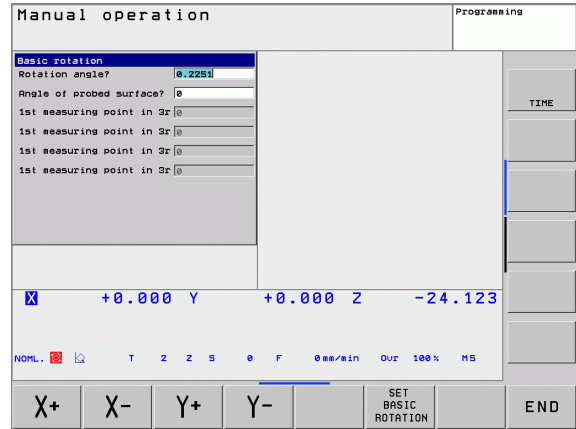 Manual operation
Programming
Basic rotation
Rotation angle? 0.2251
Angle of probed surface? 0
1st measuring point in 3r 0
1st measuring point in 3r 0
1st measuring point in 3r 0
1st measuring point in 3r 0
TIME
X +0.000 Y +0.000 Z -24.123
NOML. T 2 Z S 0 F 0mm/min Ovr 100% M5
X+ X- Y+ Y- SET BASIC ROTATION END